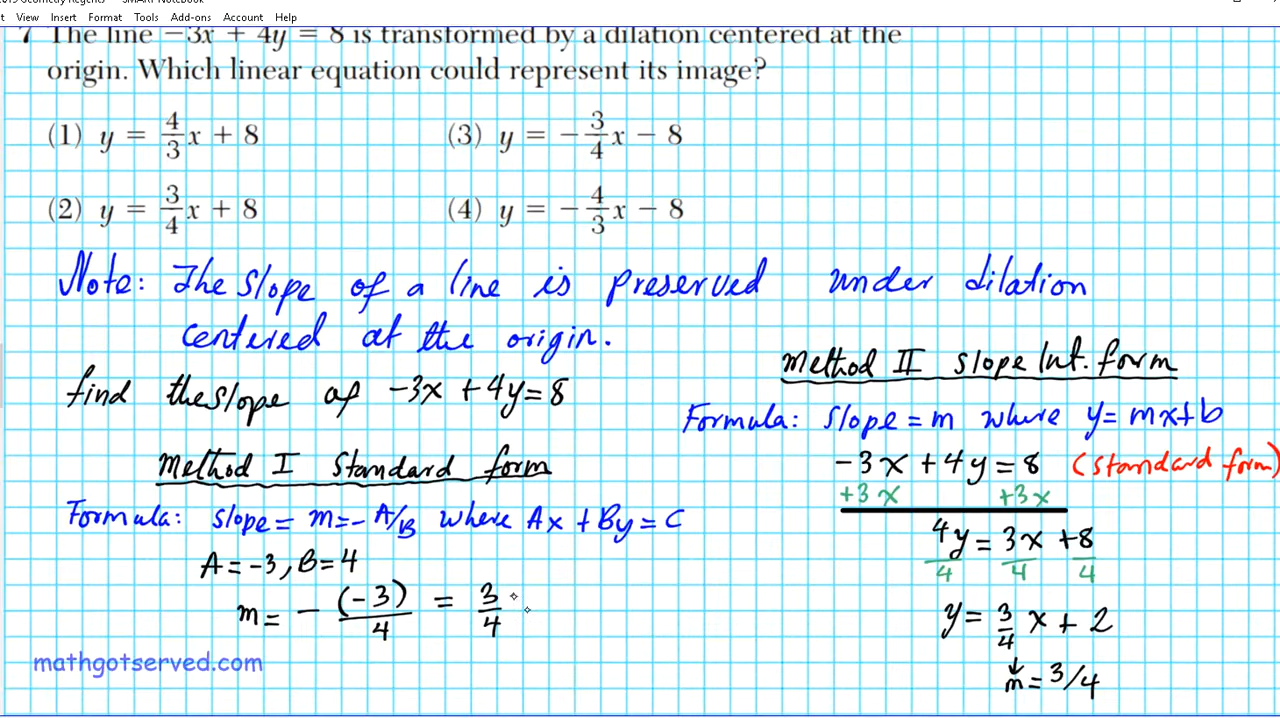 View Insert Format Tools Add-ons Account Help
7 The line −3x + 4y = 8 is transformed by a dilation centered at the
origin. Which linear equation could represent its image?
(1) y = 4/3 x + 8
(3) y = −3/4 x − 8
(2) y = 3/4 x + 8
(4) y = −4/3 x − 8
Note: The slope of a line is preserved under dilation
centered at the origin.
find the slope of -3x + 4y = 8
Method I Standard form
Formula: slope = m = - A/B where Ax + By = C
A = -3, B = 4
m = - (-3)/4 = 3/4
Method II Slope Int. form
Formula: slope = m where y = mx + b
-3x + 4y = 8 (standard form)
+3x +3x
4y = 3x + 8
4 4 4
y = 3/4 x + 2
↓
m = 3/4
mathgotserved.com